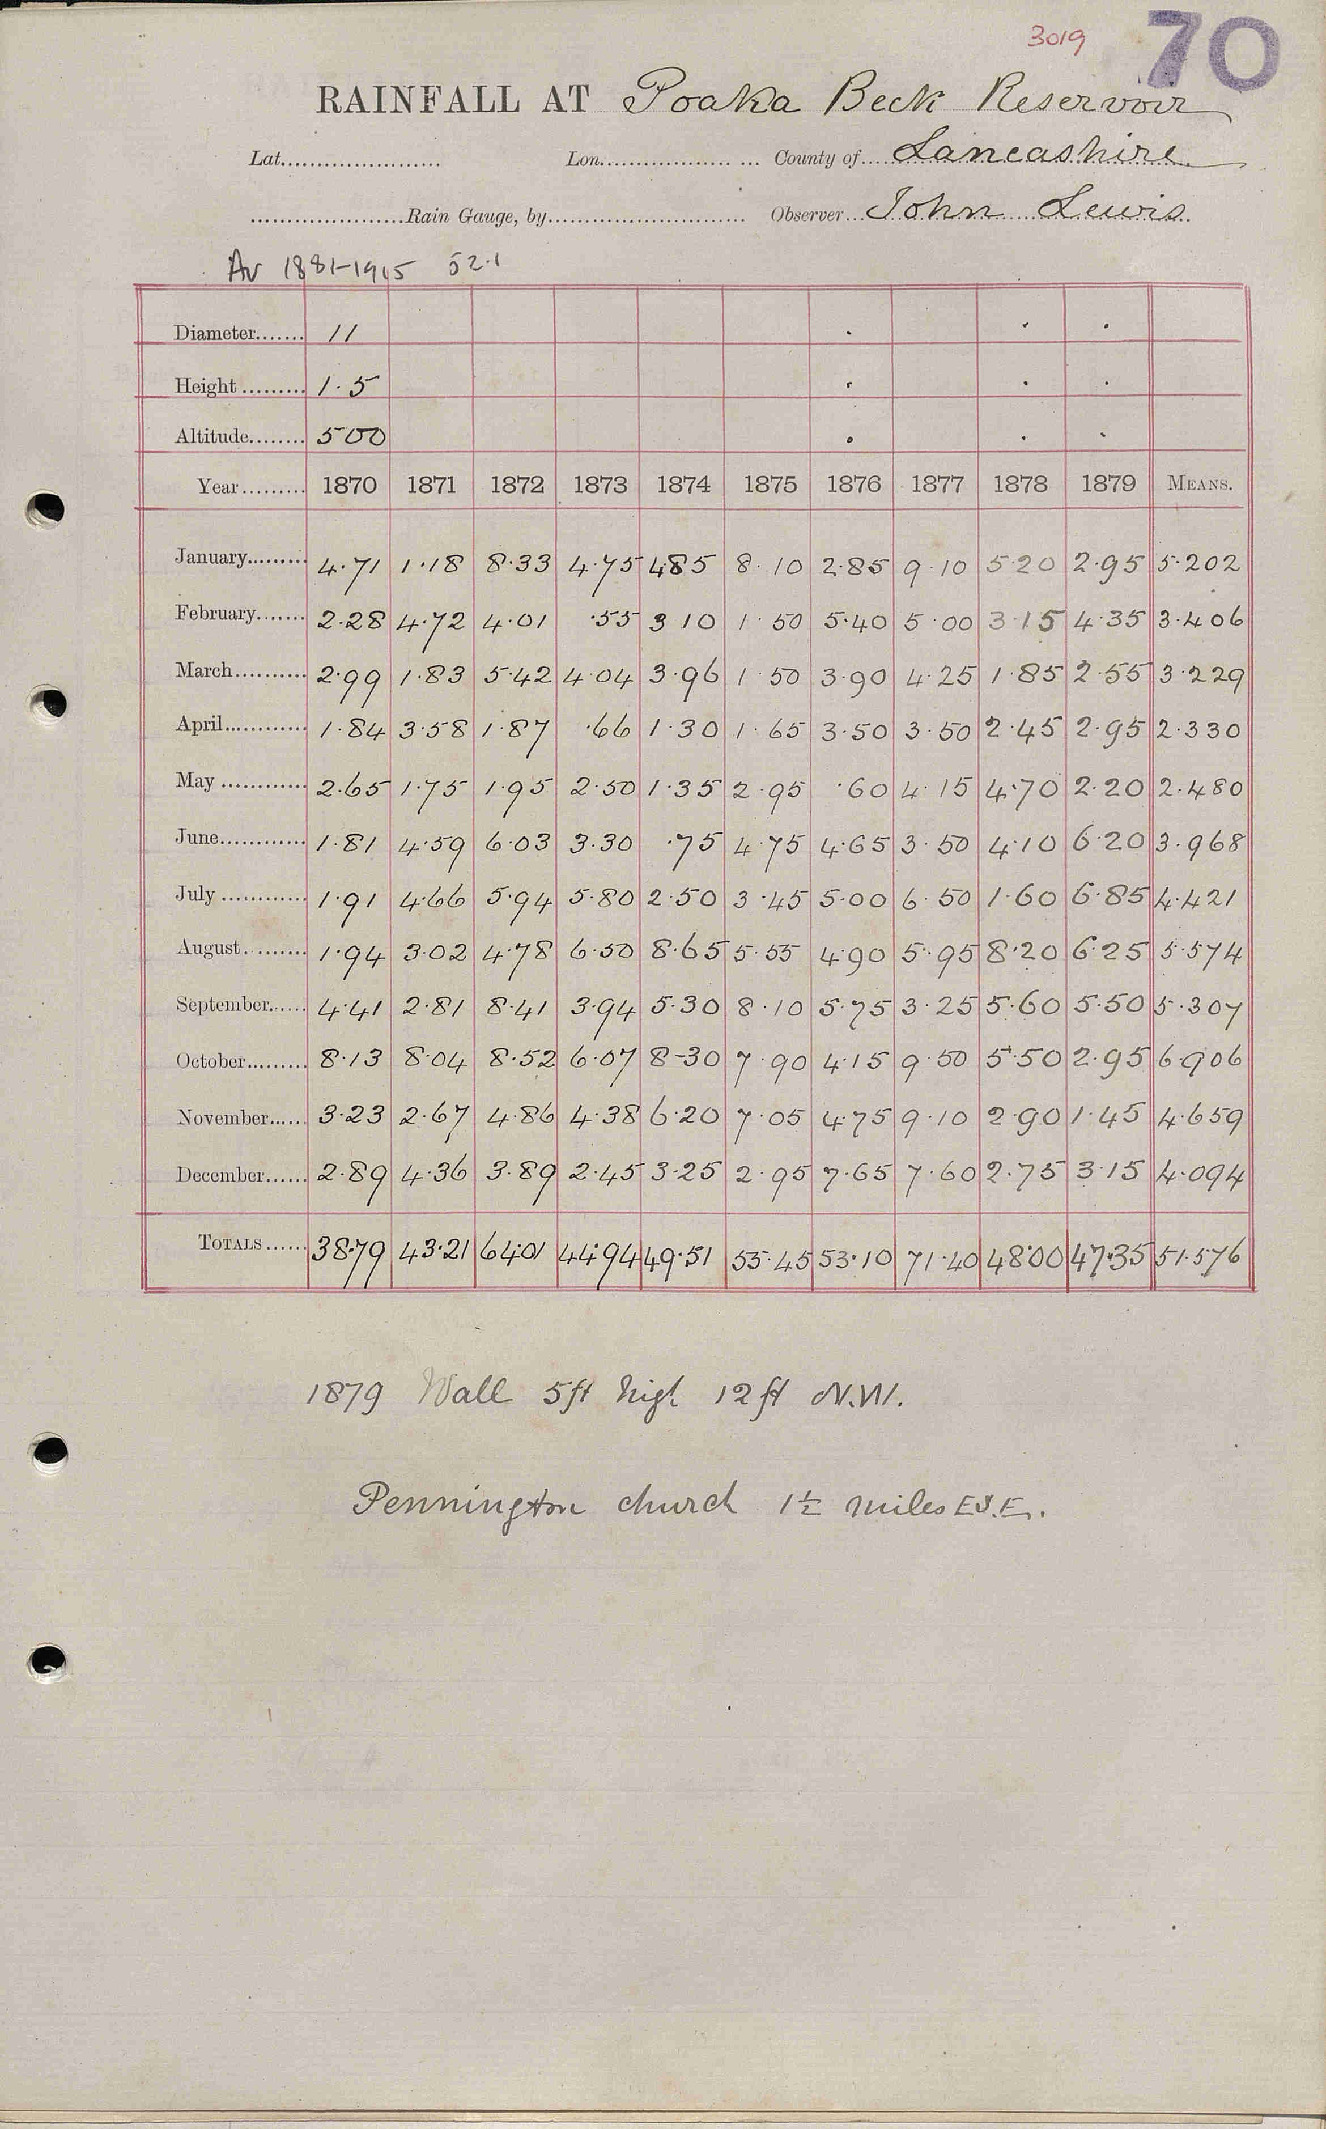 3019 70
RAINFALL AT Poaka Beck Reservoir
Lat...................... Lon.................. ... County of.... Lancashire
.....................Rain Gauge, by........................... Observer... John Lewis
Av 1881-1915 52.1
Diameter....... 11
Height ......... 1.5
Altitude........ 500
Year......... 1870 1871 1872 1873 1874 1875 1876 1877 1878 1879 MEANS.
January......... 4.71 1.18 8.33 4.75 4.85 8.10 2.85 9.10 5.20 2.95 5.202
February....... 2.28 4.72 4.01 .55 3.10 1.50 5.40 5.00 3.15 4.35 3.406
March.......... 2.99 1.83 5.42 4.04 3.96 1.50 3.90 4.25 1.85 2.55 3.229
April............ 1.84 3.58 1.87 .66 1.30 1.65 3.50 3.50 2.45 2.95 2.330
May ............ 2.65 1.75 1.95 2.50 1.35 2.95 .60 4.15 4.70 2.20 2.480
June............ 1.81 4.59 6.03 3.30 .75 4.75 4.65 3.50 4.10 6.20 3.968
July ............ 1.91 4.66 5.94 5.80 2.50 3.45 5.00 6.50 1.60 6.85 4.421
August.......... 1.94 3.02 4.78 6.50 8.65 5.55 4.90 5.95 8.20 6.25 5.574
September...... 4.41 2.81 8.41 3.94 5.30 8.10 5.75 3.25 5.60 5.50 5.307
October......... 8.13 8.04 8.52 6.07 8-30 7.90 4.15 9.50 5.50 2.95 6.906
November...... 3.23 2.67 4.86 4.38 6.20 7.05 4.75 9.10 2.90 1.45 4.659
December...... 2.89 4.36 3.89 2.45 3.25 2.95 7.65 7.60 2.75 3.15 4.094
TOTALS...... 38.79 43.21 64.01 44.94 49.51 55.45 53.10 71.40 48.00 47.35 51.576
1879 Wall 5ft high 12ft N.W.
Pennington church 1½ miles E.S.E.